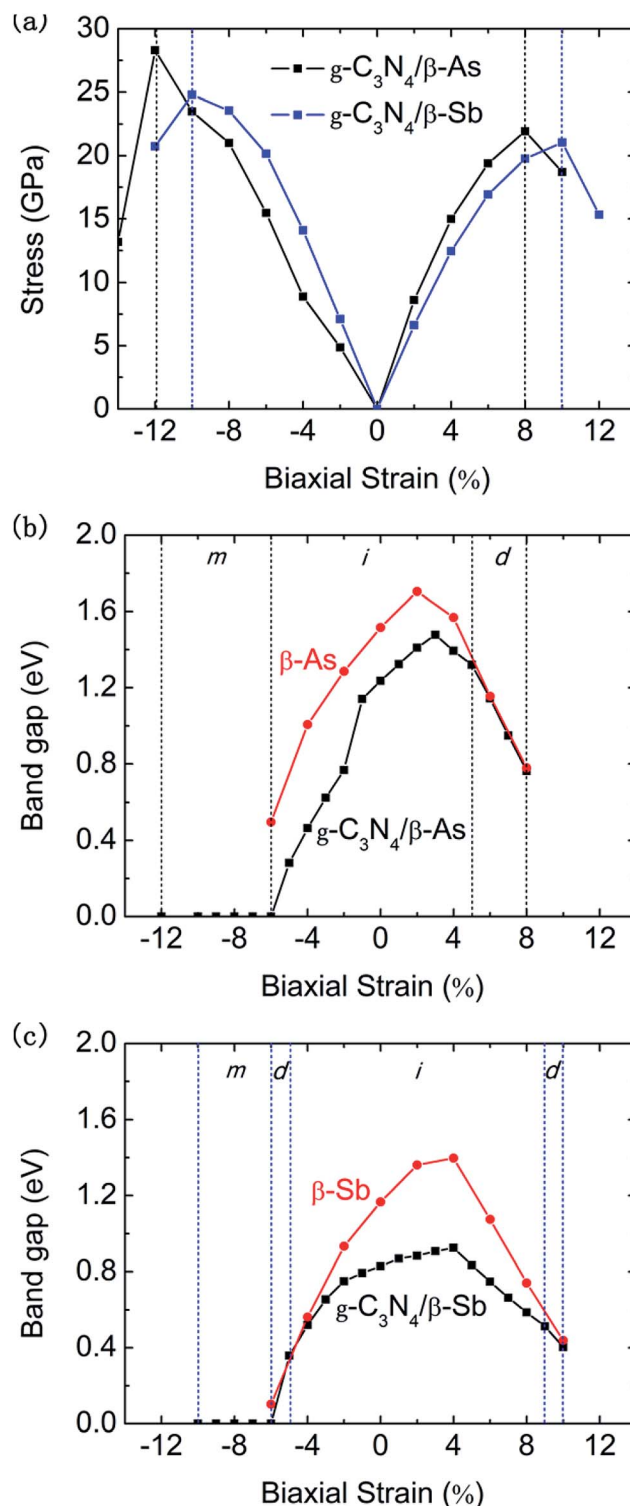 (a)
30
25
20
15
10
5
0
Stress (GPa)
g-C₃N₄/β-As
g-C₃N₄/β-Sb
-12 -8 -4 0 4 8 12
Biaxial Strain (%)
(b)
2.0
1.6
1.2
0.8
0.4
0.0
Band gap (eV)
m i d
β-As
g-C₃N₄/β-As
-12 -8 -4 0 4 8 12
Biaxial Strain (%)
(c)
2.0
1.6
1.2
0.8
0.4
0.0
Band gap (eV)
m d i d
β-Sb
g-C₃N₄/β-Sb
-12 -8 -4 0 4 8 12
Biaxial Strain (%)